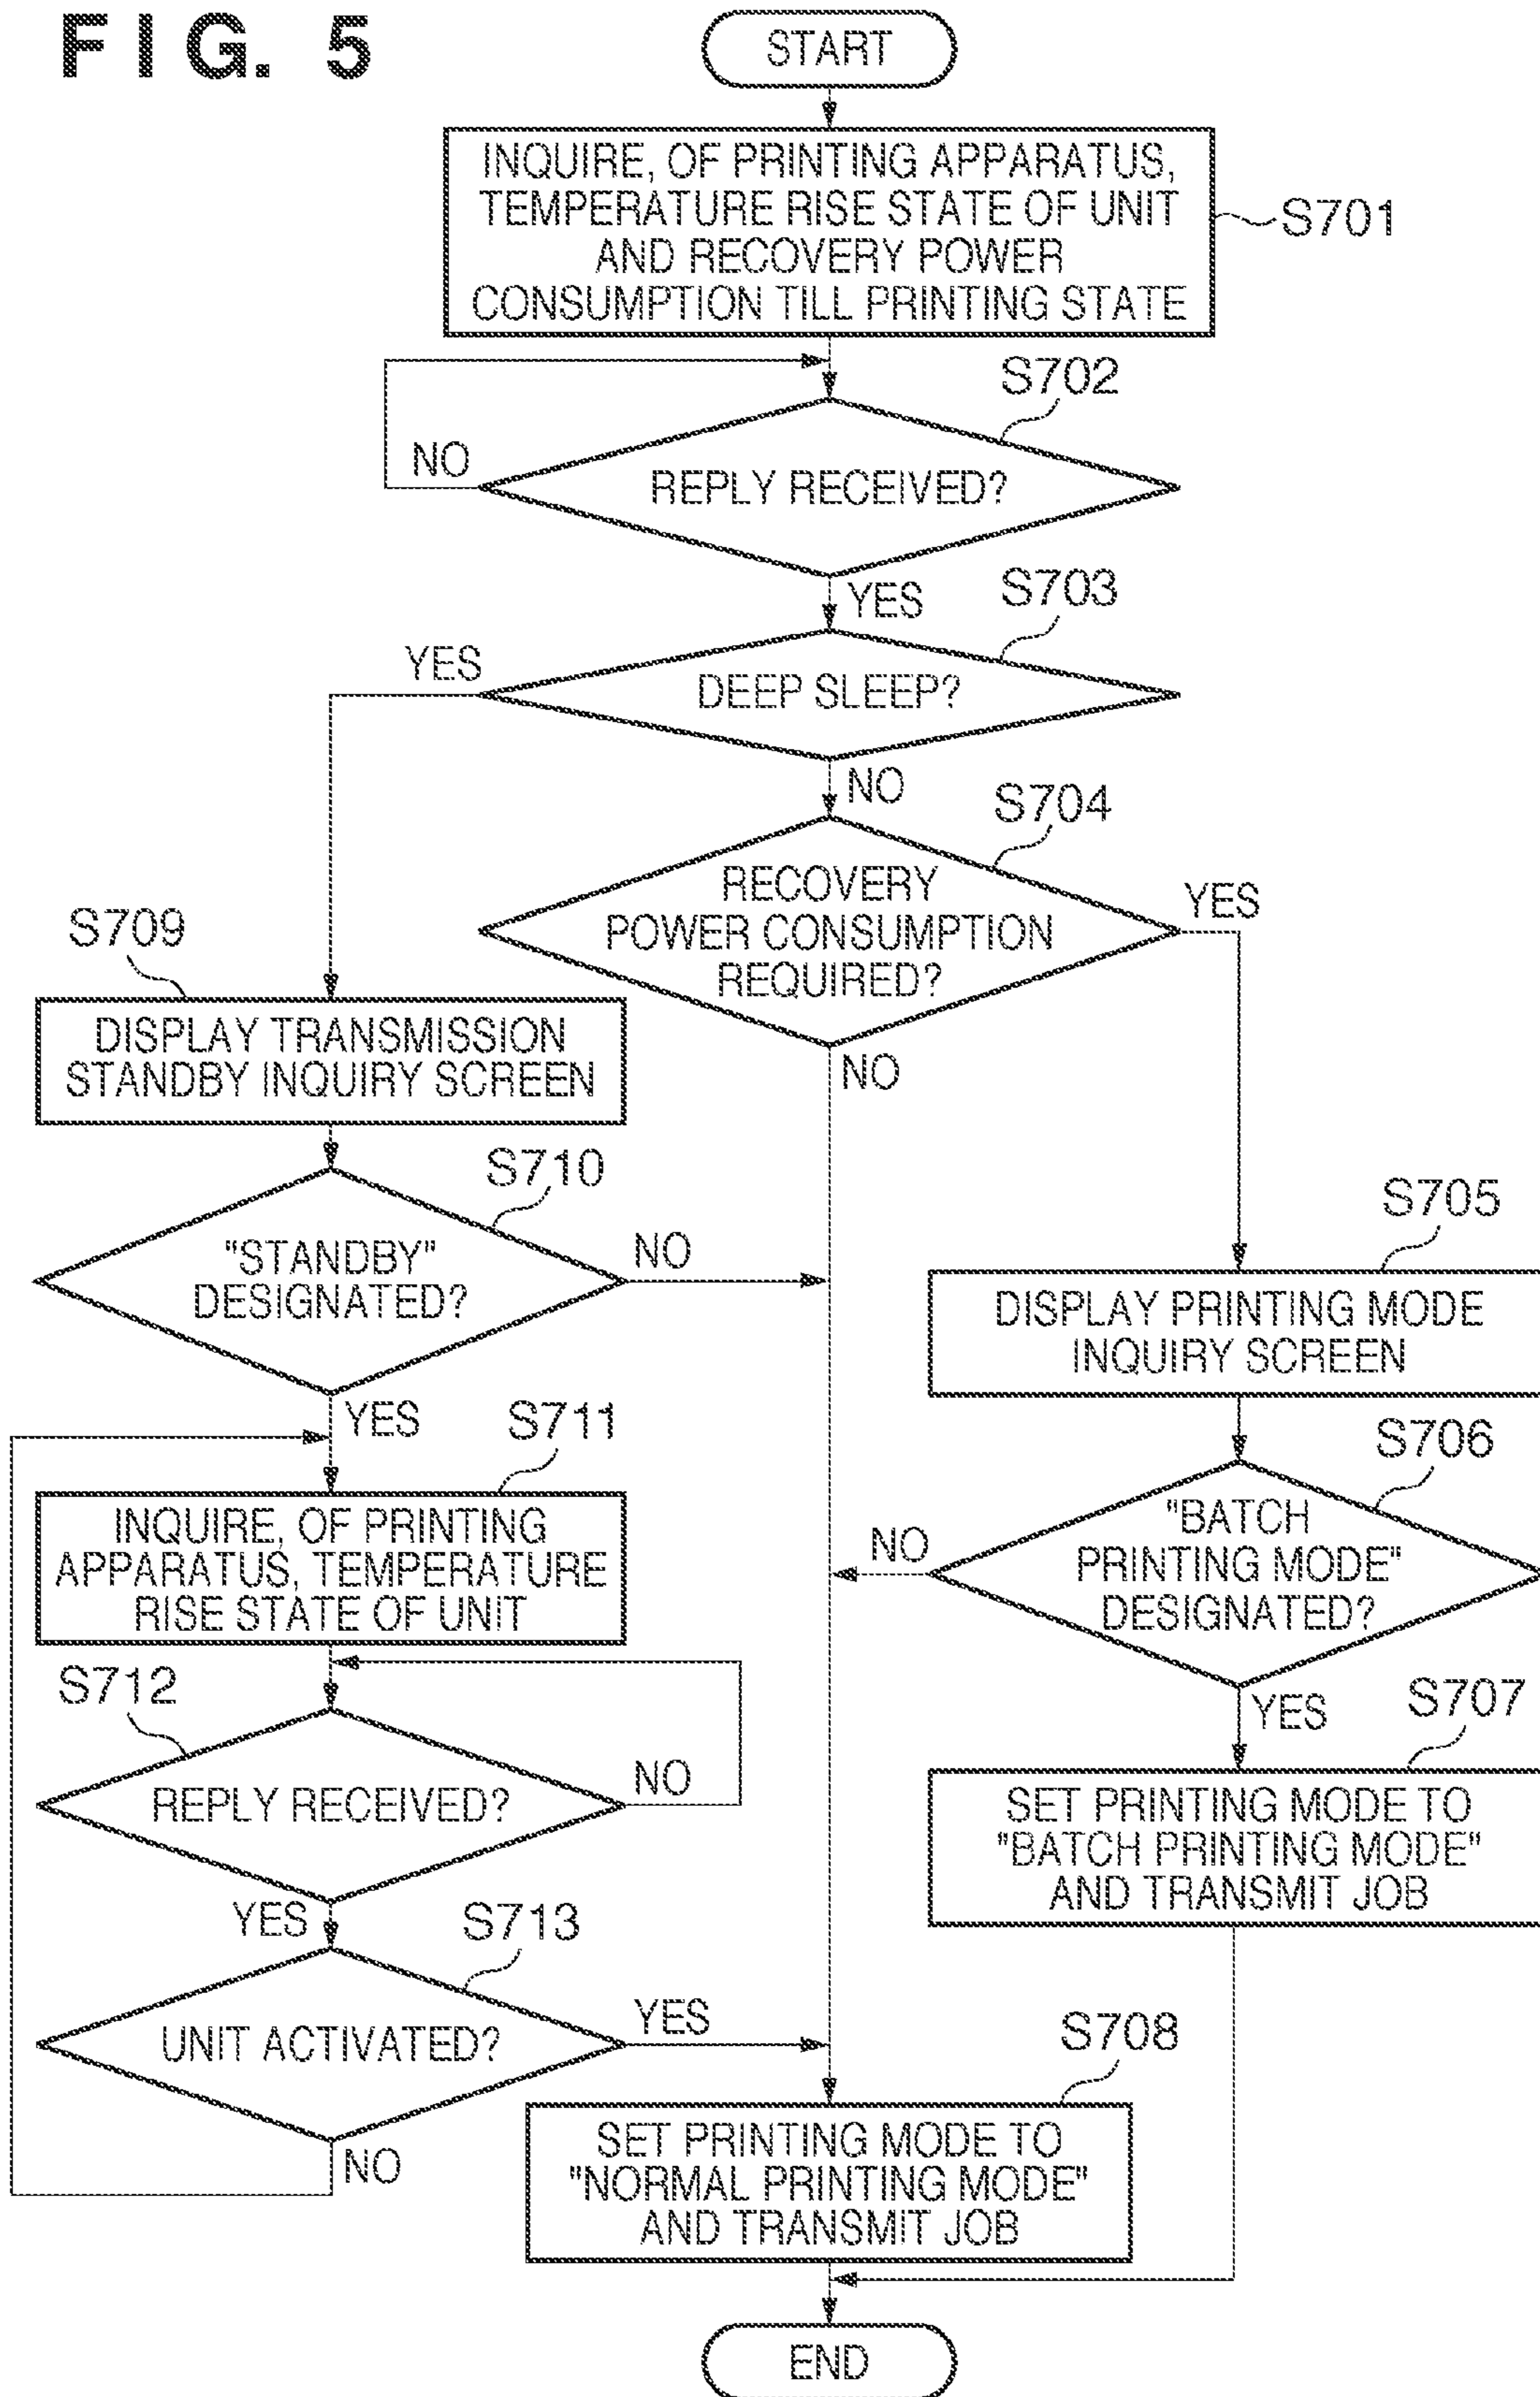 FIG. 5
START
INQUIRE, OF PRINTING APPARATUS,
TEMPERATURE RISE STATE OF UNIT
AND RECOVERY POWER
CONSUMPTION TILL PRINTING STATE
S701
S702
NO
REPLY RECEIVED?
YES
S703
YES
DEEP SLEEP?
NO
S704
RECOVERY
POWER CONSUMPTION
REQUIRED?
YES
NO
S709
DISPLAY TRANSMISSION
STANDBY INQUIRY SCREEN
S710
"STANDBY"
DESIGNATED?
NO
YES
S705
DISPLAY PRINTING MODE
INQUIRY SCREEN
S706
"BATCH
PRINTING MODE"
DESIGNATED?
NO
YES
S707
SET PRINTING MODE TO
"BATCH PRINTING MODE"
AND TRANSMIT JOB
S711
INQUIRE, OF PRINTING
APPARATUS, TEMPERATURE
RISE STATE OF UNIT
S712
REPLY RECEIVED?
NO
YES
S713
UNIT ACTIVATED?
YES
NO
S708
SET PRINTING MODE TO
"NORMAL PRINTING MODE"
AND TRANSMIT JOB
END